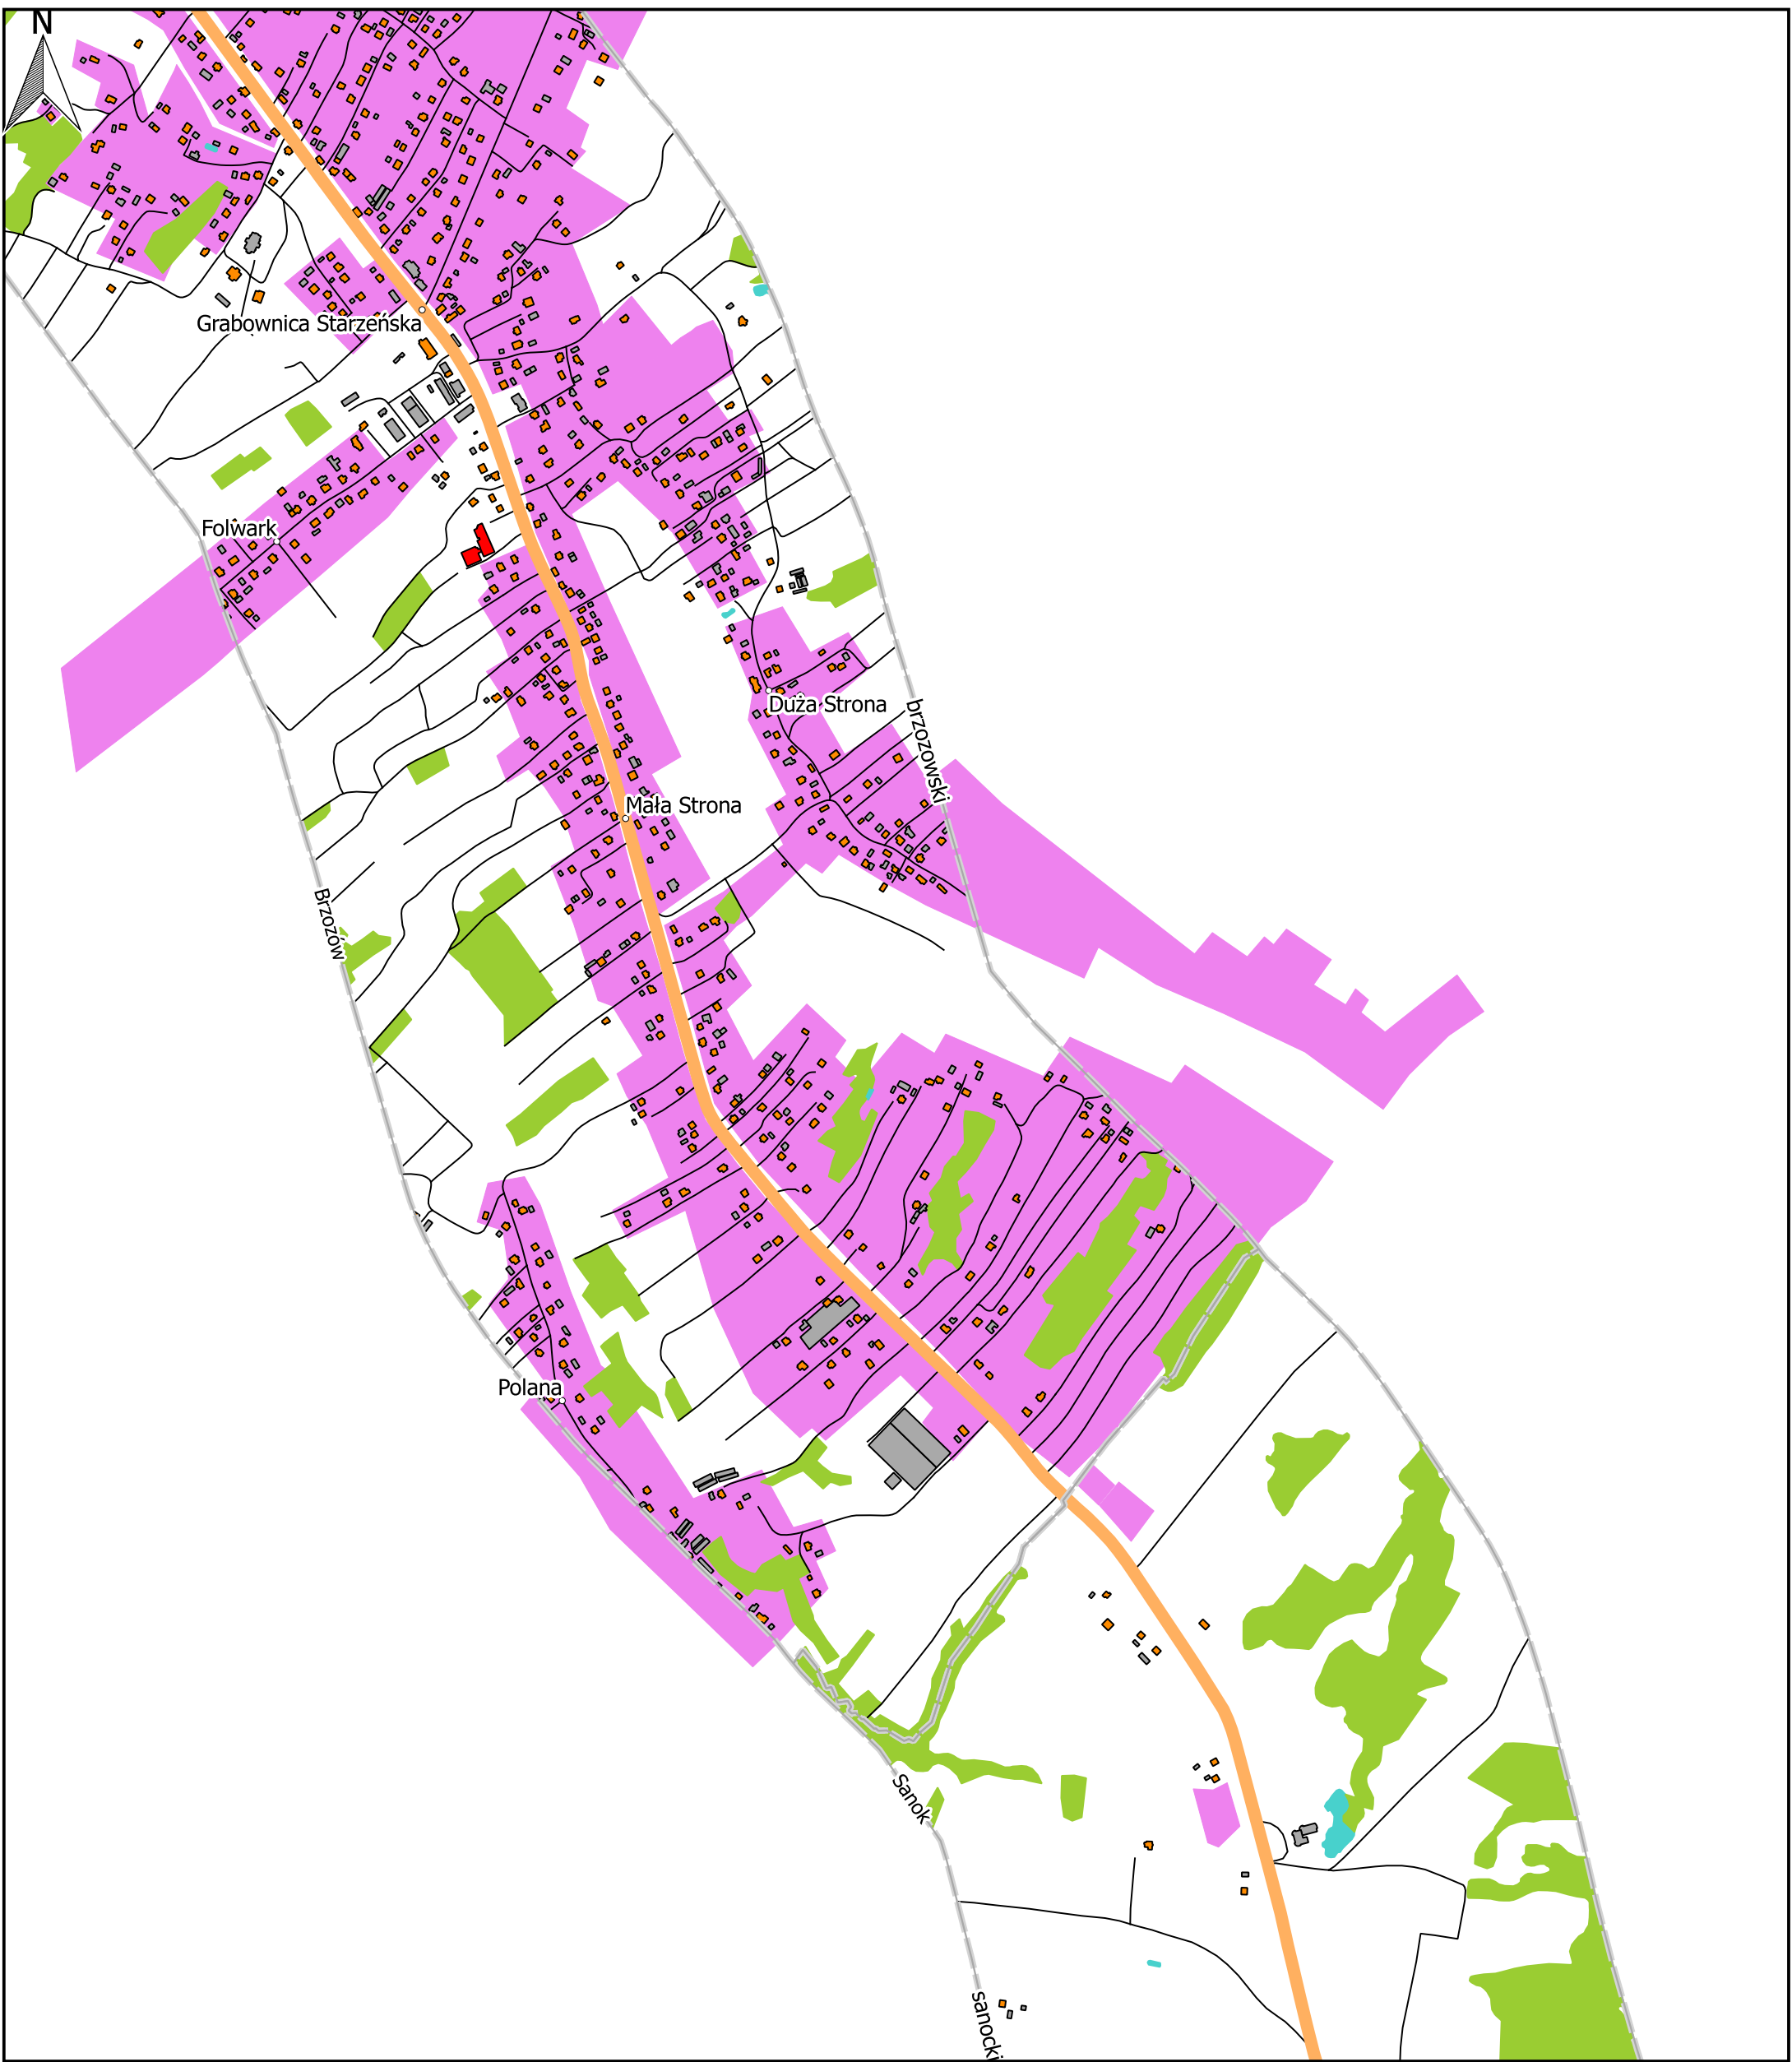 N
Grabownica Starzeńska
Folwark
Duża Strona
brzozowski
Mała Strona
Brzozów
Polana
Sanok
sanocki